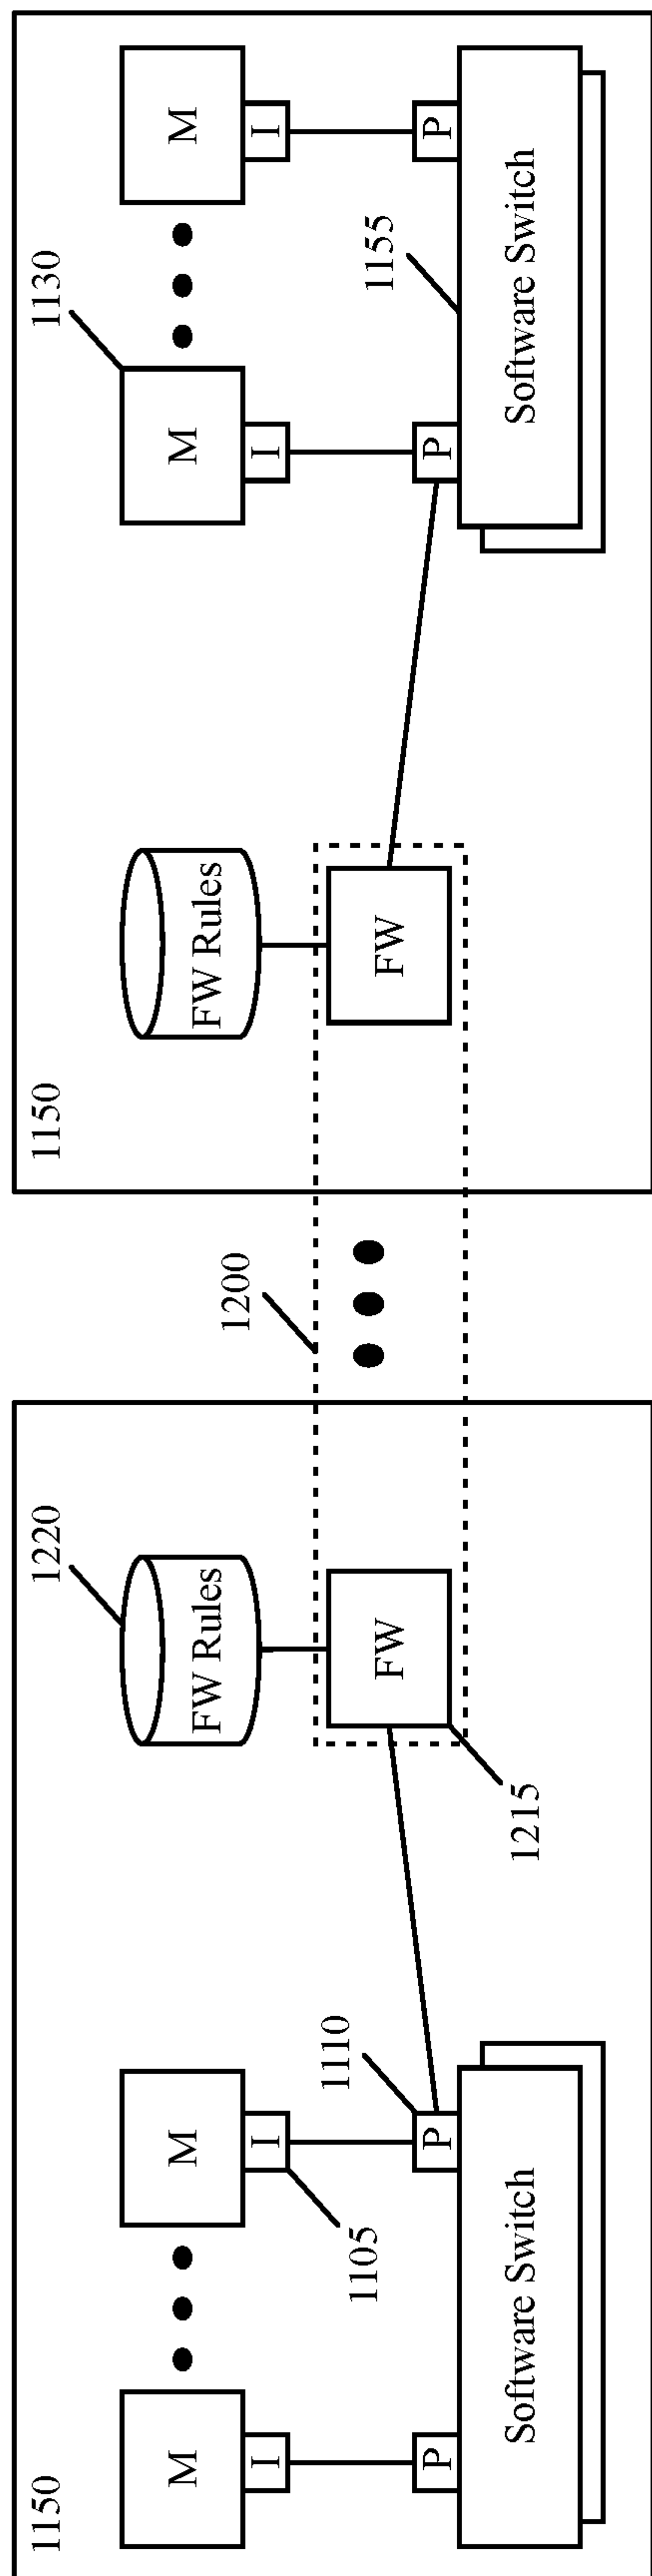 1150
1220
1150
1130
M
M
FW Rules
FW Rules
M
M
1200
I
I
I
I
1110
1105
1155
FW
FW
P
P
P
P
Software Switch
1215
Software Switch